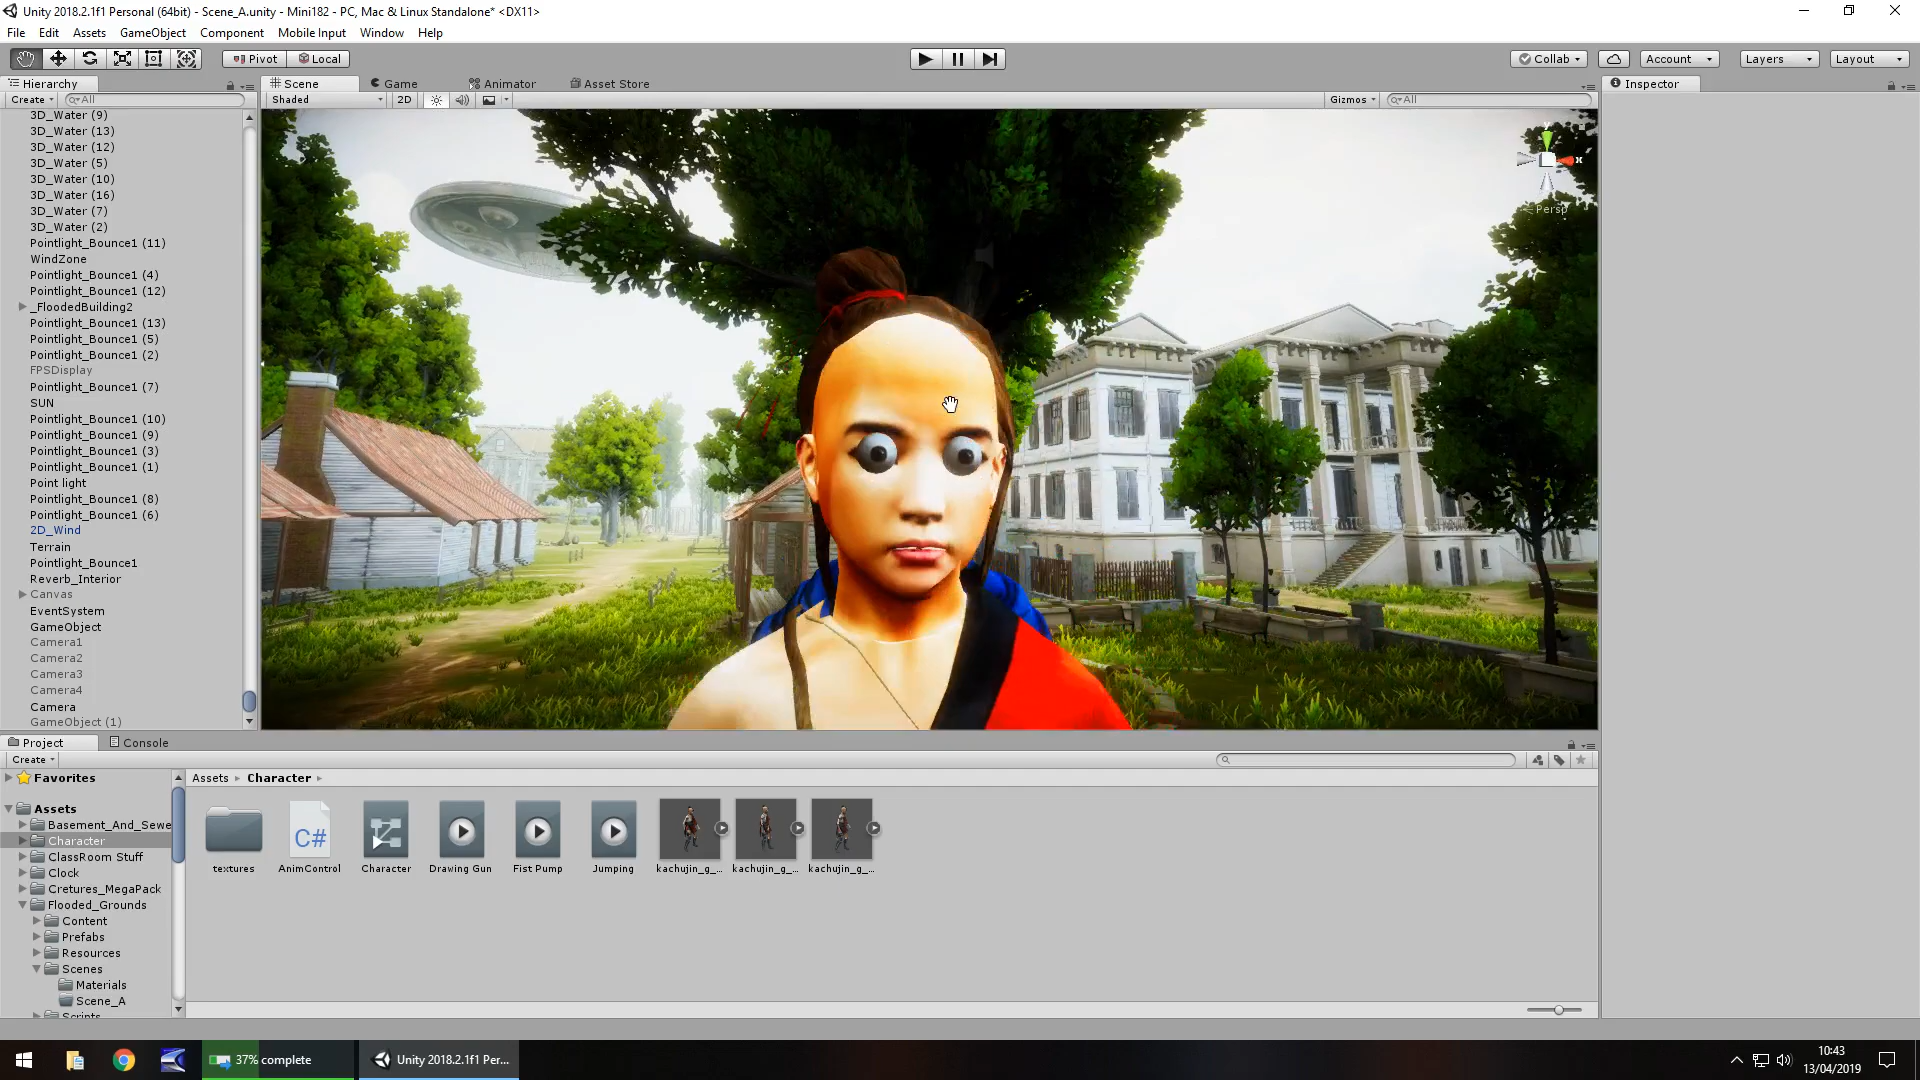 Unity 2018.2.1f1 Personal (64bit) - Scene_A.unity - Mini182 - PC, Mac & Linux Standalone* <DX11>
File Edit Assets GameObject Component Mobile Input Window Help
Pivot Local Collab Account Layers Layout
Hierarchy Scene Game Animator Asset Store Inspector
Create All Shaded 2D Gizmos All
3D_Water (9)
3D_Water (13)
3D_Water (12)
3D_Water (5)
3D_Water (10)
3D_Water (16)
3D_Water (7)
3D_Water (2)
Pointlight_Bounce1 (11)
WindZone
Pointlight_Bounce1 (4)
Pointlight_Bounce1 (12)
_FloodedBuilding2
Pointlight_Bounce1 (13)
Pointlight_Bounce1 (5)
Pointlight_Bounce1 (2)
FPSDisplay
Pointlight_Bounce1 (7)
SUN
Pointlight_Bounce1 (10)
Pointlight_Bounce1 (9)
Pointlight_Bounce1 (3)
Pointlight_Bounce1 (1)
Point light
Pointlight_Bounce1 (8)
Pointlight_Bounce1 (6)
2D_Wind
Terrain
Pointlight_Bounce1
Reverb_Interior
Canvas
EventSystem
GameObject
Camera1
Camera2
Camera3
Camera4
Camera
GameObject (1)
y
x
Persp
Project Console
Create
Favorites
Assets
Basement_And_Sewe
Character
ClassRoom Stuff
Clock
Cretures_MegaPack
Flooded_Grounds
Content
Prefabs
Resources
Scenes
Materials
Scene_A
Scripts
Assets Character
C#
textures AnimControl Character Drawing Gun Fist Pump Jumping kachujin_g_... kachujin_g_... kachujin_g_...
37% complete Unity 2018.2.1f1 Per...
10:43
13/04/2019